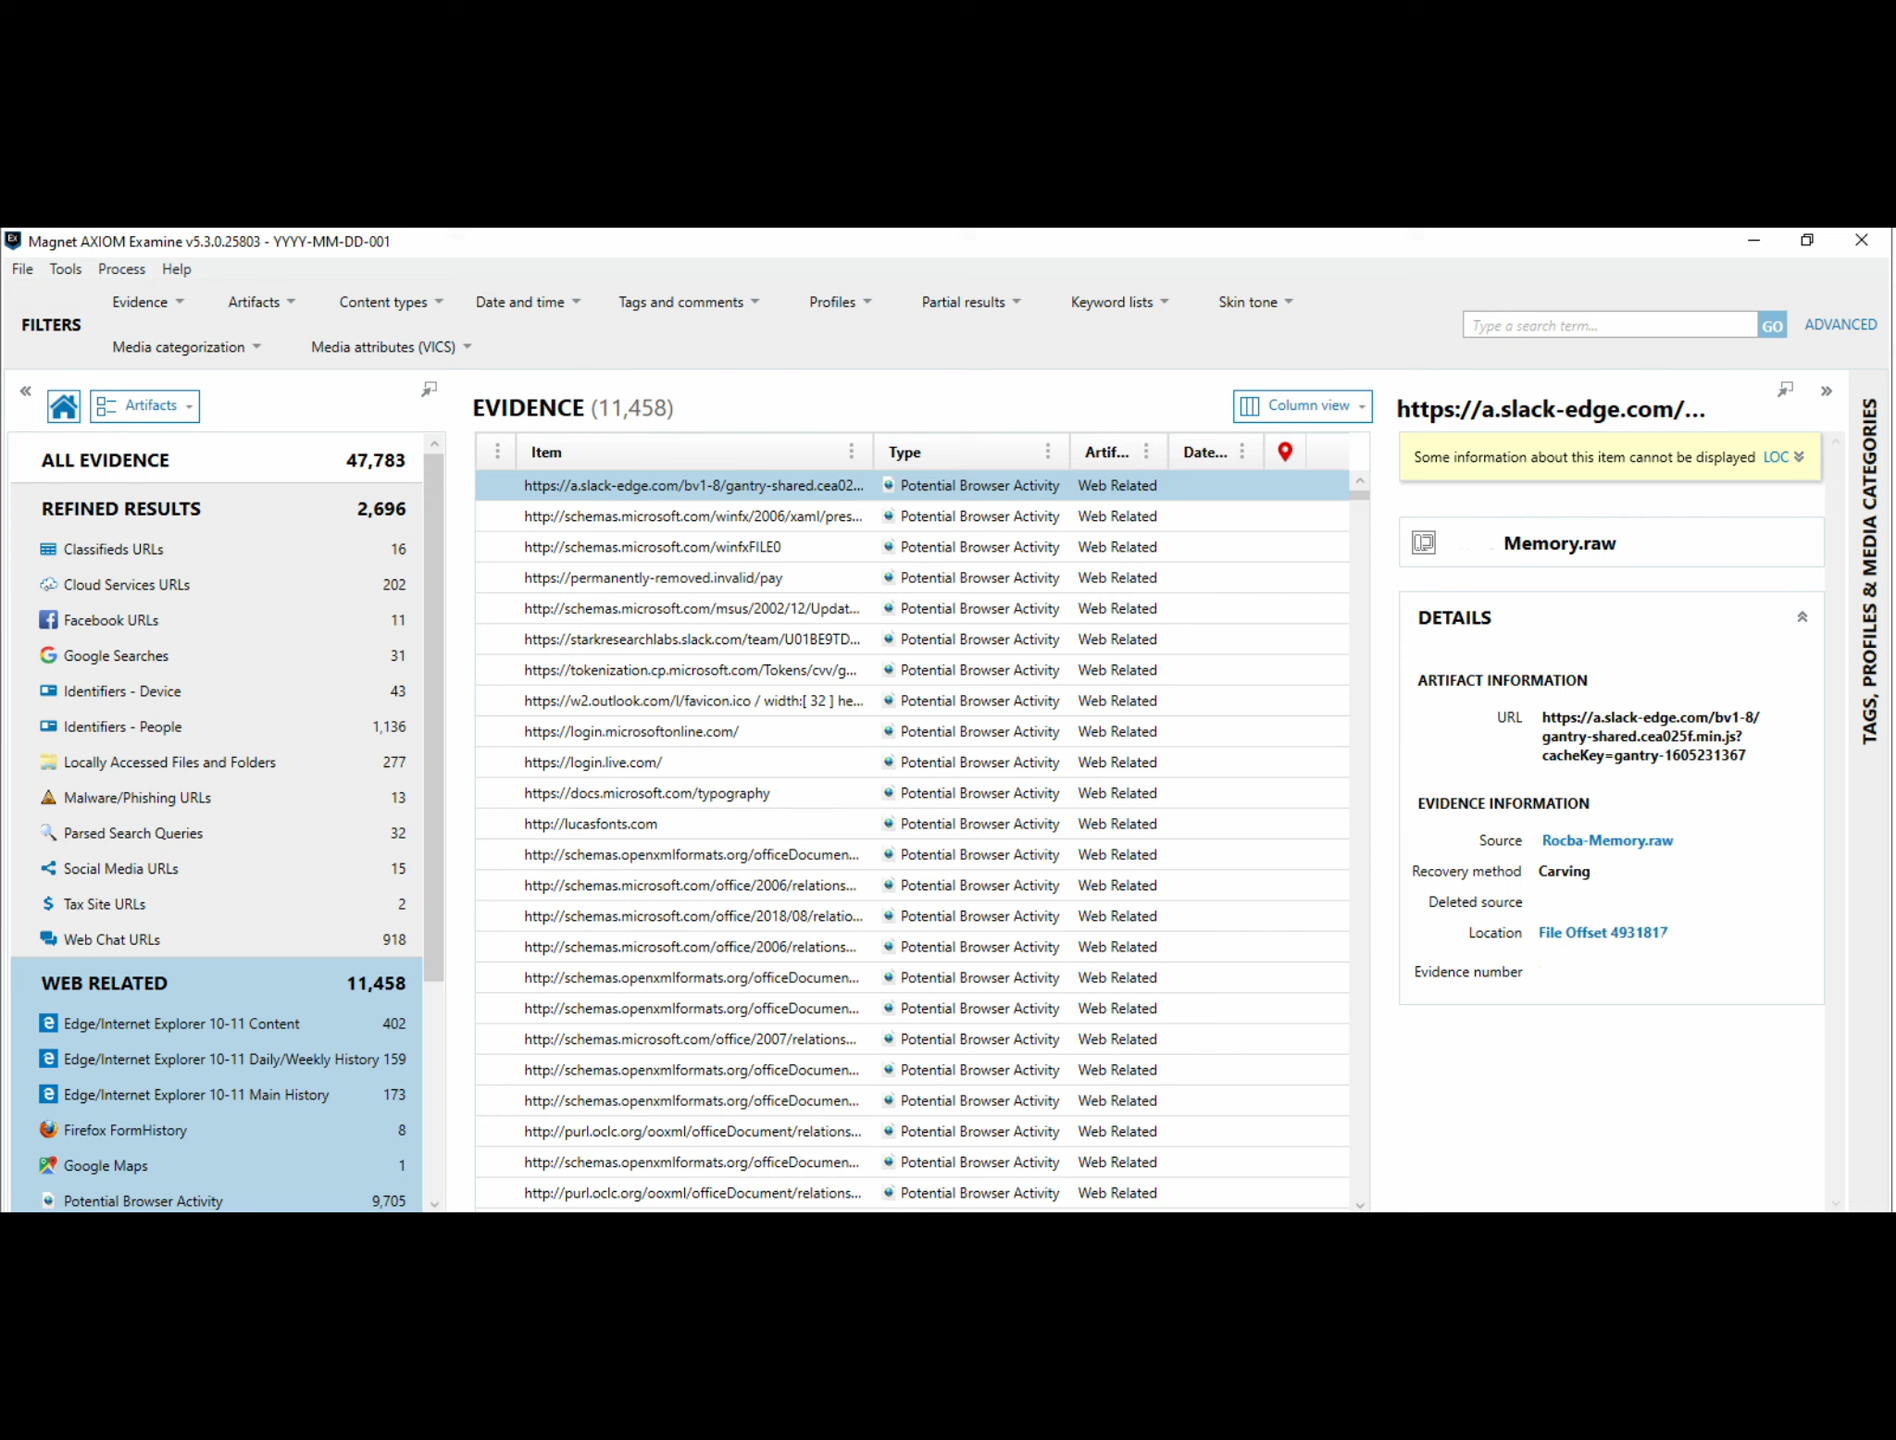 Magnet AXIOM Examine v5.3.0.25803 - YYYY-MM-DD-001
File Tools Process Help
FILTERS
Evidence Artifacts Content types Date and time Tags and comments Profiles Partial results Keyword lists Skin tone
Media categorization Media attributes (VICS)
Type a search term... GO ADVANCED
Artifacts
ALL EVIDENCE 47,783
REFINED RESULTS 2,696
Classifieds URLs 16
Cloud Services URLs 202
Facebook URLs 11
Google Searches 31
Identifiers - Device 43
Identifiers - People 1,136
Locally Accessed Files and Folders 277
Malware/Phishing URLs 13
Parsed Search Queries 32
Social Media URLs 15
Tax Site URLs 2
Web Chat URLs 918
WEB RELATED 11,458
Edge/Internet Explorer 10-11 Content 402
Edge/Internet Explorer 10-11 Daily/Weekly History 159
Edge/Internet Explorer 10-11 Main History 173
Firefox FormHistory 8
Google Maps 1
Potential Browser Activity 9,705
EVIDENCE (11,458)
Column view
Item Type Artif... Date...
https://a.slack-edge.com/bv1-8/gantry-shared.cea02... Potential Browser Activity Web Related
http://schemas.microsoft.com/winfx/2006/xaml/pres... Potential Browser Activity Web Related
http://schemas.microsoft.com/winfxFILE0 Potential Browser Activity Web Related
https://permanently-removed.invalid/pay Potential Browser Activity Web Related
http://schemas.microsoft.com/msus/2002/12/Updat... Potential Browser Activity Web Related
https://starkresearchlabs.slack.com/team/U01BE9TD... Potential Browser Activity Web Related
https://tokenization.cp.microsoft.com/Tokens/cvv/g... Potential Browser Activity Web Related
https://w2.outlook.com/l/favicon.ico / width:[ 32 ] he... Potential Browser Activity Web Related
https://login.microsoftonline.com/ Potential Browser Activity Web Related
https://login.live.com/ Potential Browser Activity Web Related
https://docs.microsoft.com/typography Potential Browser Activity Web Related
http://lucasfonts.com Potential Browser Activity Web Related
http://schemas.openxmlformats.org/officeDocumen... Potential Browser Activity Web Related
http://schemas.microsoft.com/office/2006/relations... Potential Browser Activity Web Related
http://schemas.microsoft.com/office/2018/08/relatio... Potential Browser Activity Web Related
http://schemas.microsoft.com/office/2006/relations... Potential Browser Activity Web Related
http://schemas.openxmlformats.org/officeDocumen... Potential Browser Activity Web Related
http://schemas.openxmlformats.org/officeDocumen... Potential Browser Activity Web Related
http://schemas.microsoft.com/office/2007/relations... Potential Browser Activity Web Related
http://schemas.openxmlformats.org/officeDocumen... Potential Browser Activity Web Related
http://schemas.openxmlformats.org/officeDocumen... Potential Browser Activity Web Related
http://purl.oclc.org/ooxml/officeDocument/relations... Potential Browser Activity Web Related
http://schemas.openxmlformats.org/officeDocumen... Potential Browser Activity Web Related
http://purl.oclc.org/ooxml/officeDocument/relations... Potential Browser Activity Web Related
https://a.slack-edge.com/...
Some information about this item cannot be displayed LOC
Memory.raw
DETAILS
ARTIFACT INFORMATION
URL https://a.slack-edge.com/bv1-8/
gantry-shared.cea025f.min.js?
cacheKey=gantry-1605231367
EVIDENCE INFORMATION
Source Rocba-Memory.raw
Recovery method Carving
Deleted source
Location File Offset 4931817
Evidence number
TAGS, PROFILES & MEDIA CATEGORIES